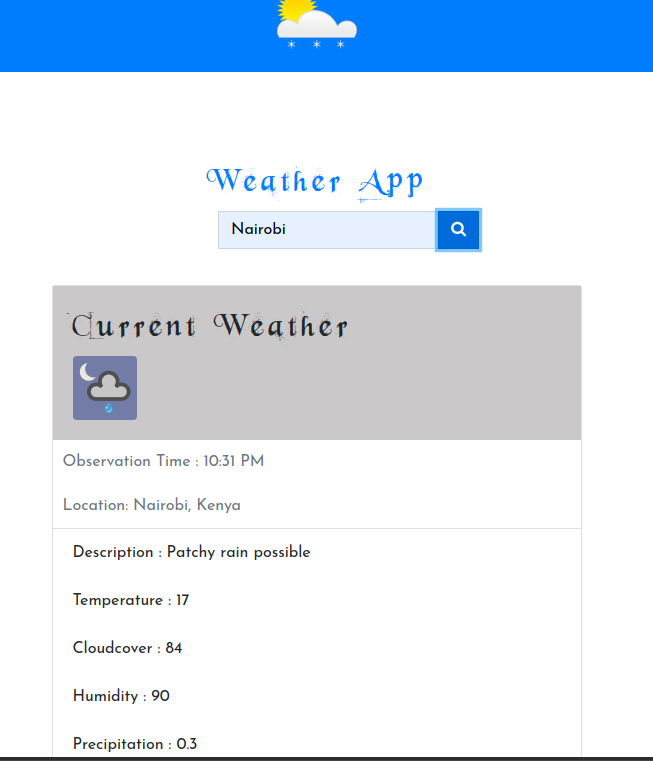 Weather App
Nairobi
Current Weather
Observation Time : 10:31 PM
Location: Nairobi, Kenya
Description : Patchy rain possible
Temperature : 17
Cloudcover : 84
Humidity : 90
Precipitation : 0.3